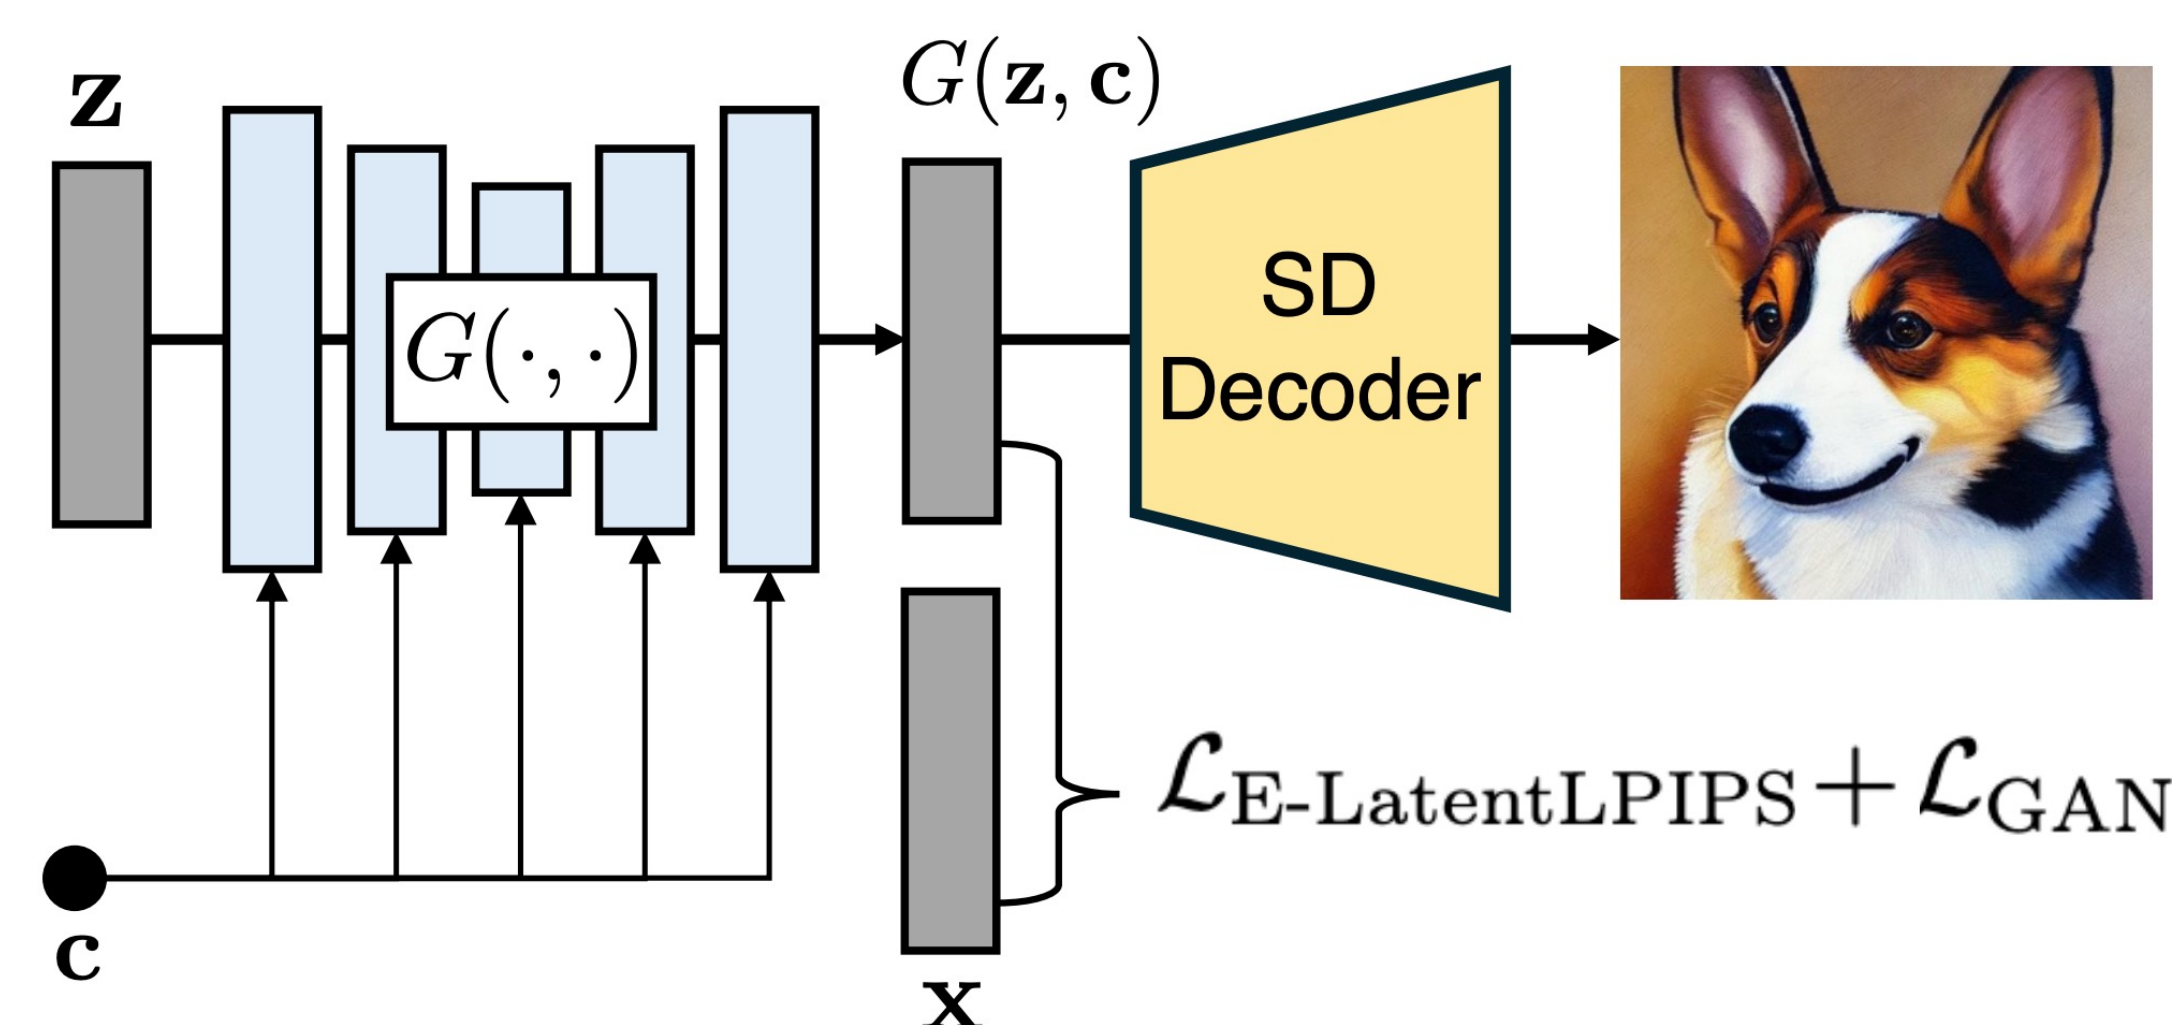 z
G(z, c)
G(·, ·)
SD
Decoder
ℒE-LatentLPIPS + ℒGAN
c
x